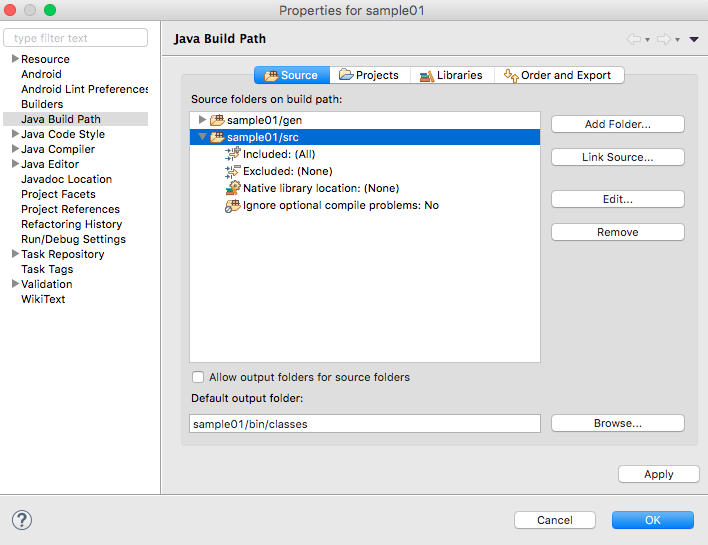 Properties for sample01
type filter text
Resource
Android
Android Lint Preferences
Builders
Java Build Path
Java Code Style
Java Compiler
Java Editor
Javadoc Location
Project Facets
Project References
Refactoring History
Run/Debug Settings
Task Repository
Task Tags
Validation
WikiText
Java Build Path
Source
Projects
Libraries
Order and Export
Source folders on build path:
sample01/gen
sample01/src
Included: (All)
Excluded: (None)
Native library location: (None)
Ignore optional compile problems: No
Add Folder...
Link Source...
Edit...
Remove
Allow output folders for source folders
Default output folder:
sample01/bin/classes
Browse...
Apply
?
Cancel
OK